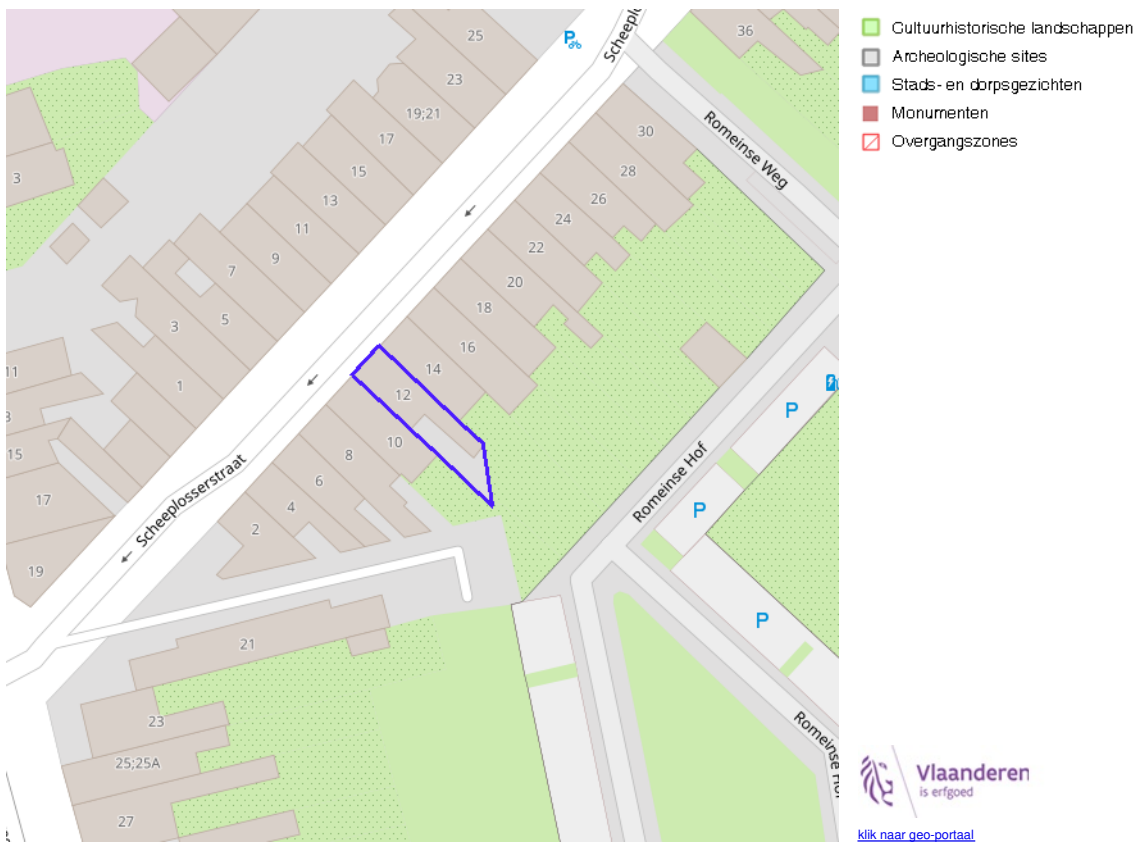 25
23
19;21
17
15
13
11
9
7
5
3
1
3
11
3
15
17
19
36
30
28
26
24
22
20
18
16
14
12
10
8
6
4
2
21
23
25;25A
27
Scheeplosserstraat
Romeinse Weg
Romeinse Hof
P
P
P
P
Cultuurhistorische landschappen
Archeologische sites
Stads- en dorpsgezichten
Monumenten
Overgangszones
Vlaanderen
is erfgoed
klik naar geo-portaal